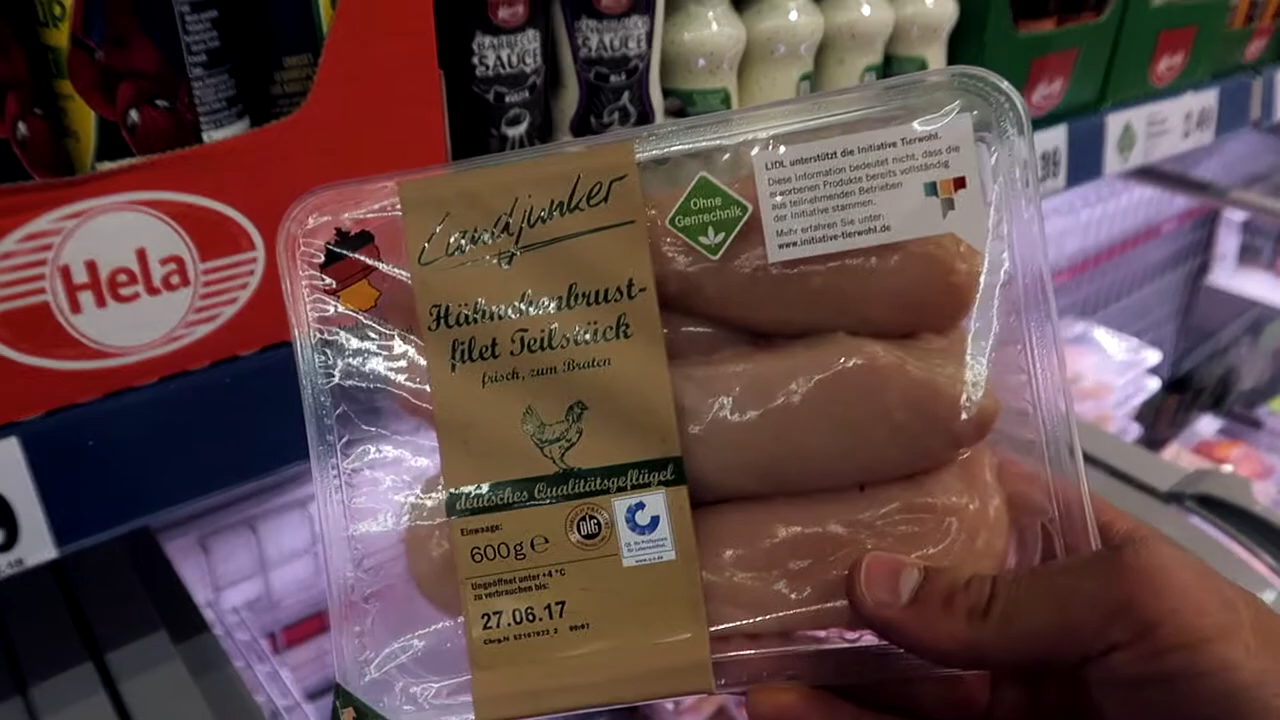 BARBECUE
SAUCE
SAUCE
Hela
Landjunker
Hähnchenbrust-
filet Teilstück
frisch, zum Braten
deutsches Qualitätsgeflügel
Einwaage:
600g e
DLG
Ungeöffnet unter +4 °C
zu verbrauchen bis:
27.06.17
Ohne
GenTechnik
LIDL unterstützt die Initiative Tierwohl.
Diese Information bedeutet nicht, dass die
erworbenen Produkte bereits vollständig
aus teilnehmenden Betrieben
der Initiative stammen.
Mehr erfahren Sie unter:
www.initiative-tierwohl.de